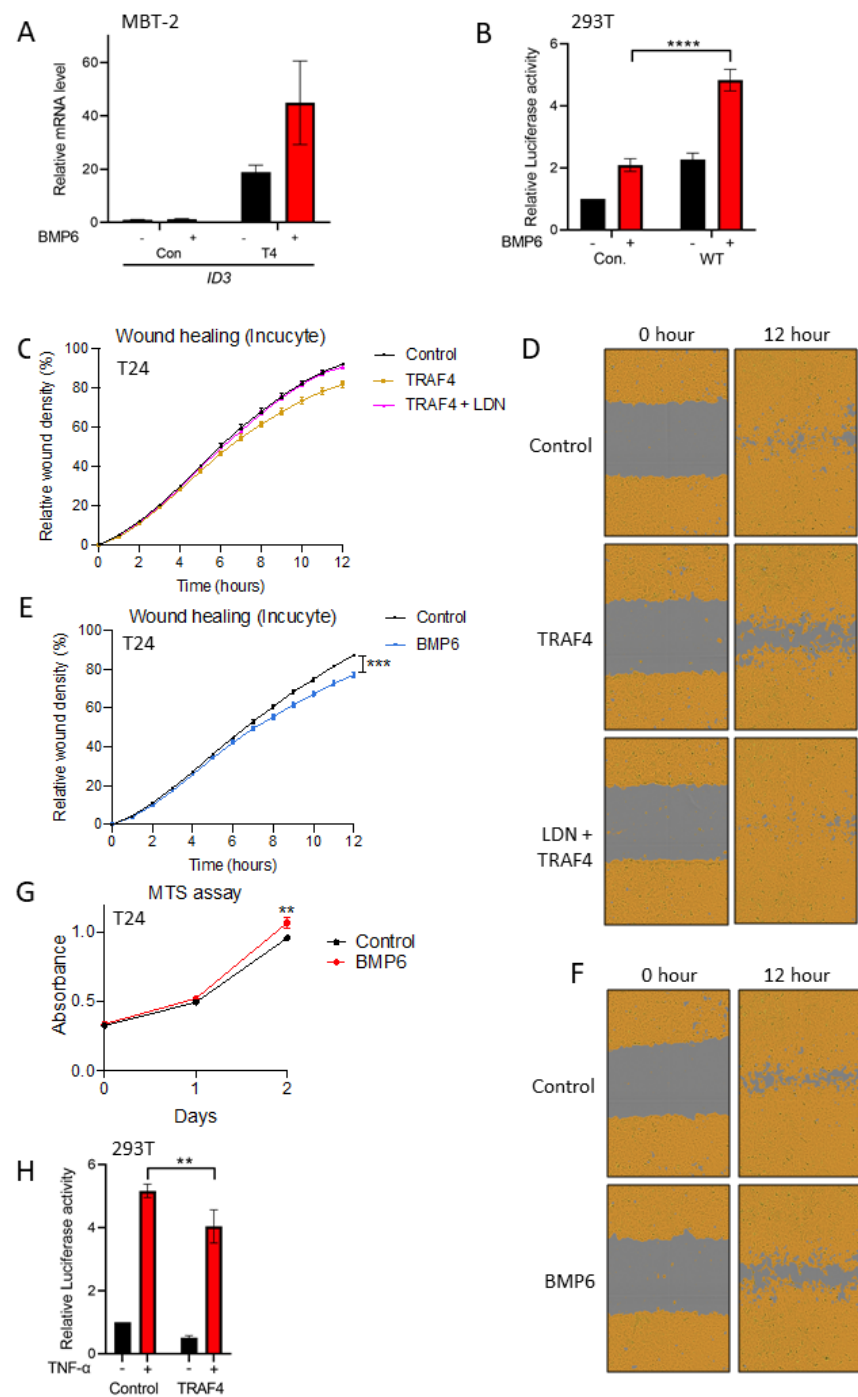 A
MBT-2
Relative mRNA level
60
40
20
0
BMP6
- + - +
Con T4
ID3
B
293T
****
Relative Luciferase activity
6
4
2
0
BMP6
- + - +
Con. WT
C
Wound healing (Incucyte)
T24
Relative wound density (%)
100
80
60
40
20
0
0 2 4 6 8 10 12
Time (hours)
Control
TRAF4
TRAF4 + LDN
D
0 hour 12 hour
Control
TRAF4
LDN +
TRAF4
E
Wound healing (Incucyte)
T24
Relative wound density (%)
100
80
60
40
20
0
0 2 4 6 8 10 12
Time (hours)
Control
BMP6
***
G
MTS assay
T24
Absorbance
1.0
0.5
0.0
0 1 2
Days
**
Control
BMP6
F
0 hour 12 hour
Control
BMP6
H
293T
**
Relative Luciferase activity
6
4
2
0
TNF-α
- + - +
Control TRAF4